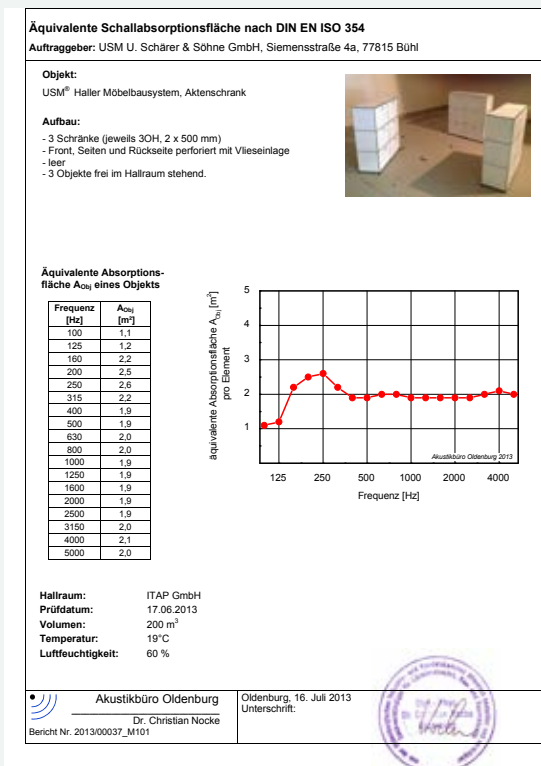 Äquivalente Schallabsorptionsfläche nach DIN EN ISO 354
Auftraggeber: USM U. Schärer & Söhne GmbH, Siemensstraße 4a, 77815 Bühl
Objekt:
USM® Haller Möbelbausystem, Aktenschrank
Aufbau:
- 3 Schränke (jeweils 3OH, 2 x 500 mm)
- Front, Seiten und Rückseite perforiert mit Vlieseinlage
- leer
- 3 Objekte frei im Hallraum stehend.
Äquivalente Absorptions-
fläche AObj eines Objekts
Frequenz [Hz] AObj [m²]
100 1,1
125 1,2
160 2,2
200 2,5
250 2,6
315 2,2
400 1,9
500 1,9
630 2,0
800 2,0
1000 1,9
1250 1,9
1600 1,9
2000 1,9
2500 1,9
3150 2,0
4000 2,1
5000 2,0
äquivalente Absorptionsfläche AObj [m²]
pro Element
5
4
3
2
1
Akustikbüro Oldenburg 2013
125 250 500 1000 2000 4000
Frequenz [Hz]
Hallraum: ITAP GmbH
Prüfdatum: 17.06.2013
Volumen: 200 m³
Temperatur: 19°C
Luftfeuchtigkeit: 60 %
Akustikbüro Oldenburg
Dr. Christian Nocke
Bericht Nr. 2013/00037_M101
Oldenburg, 16. Juli 2013
Unterschrift: